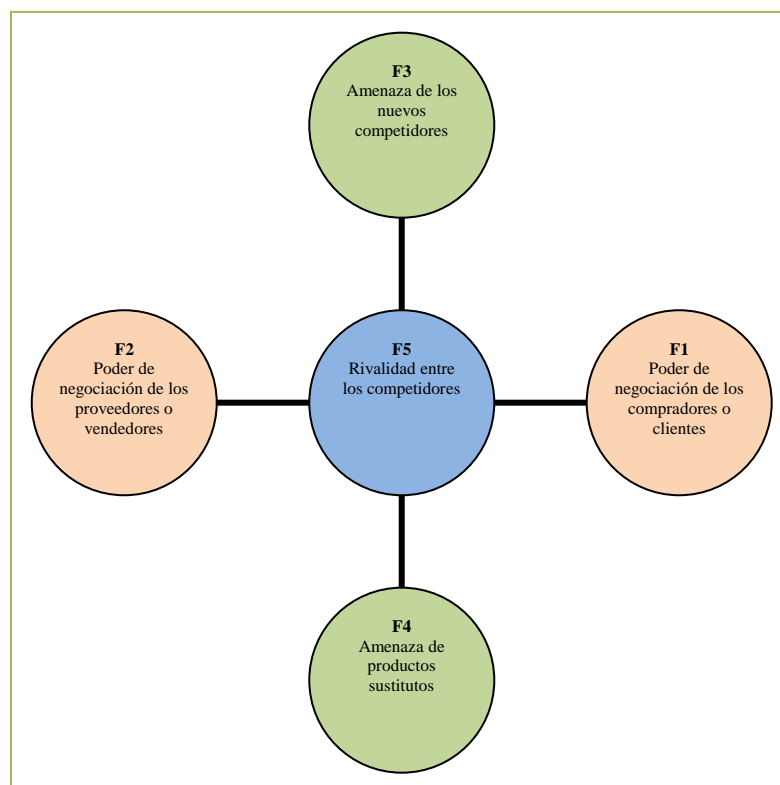 F3
Amenaza de los
nuevos
competidores
F2
Poder de
negociación de los
proveedores o
vendedores
F5
Rivalidad entre
los competidores
F1
Poder de
negociación de los
compradores o
clientes
F4
Amenaza de
productos
sustitutos